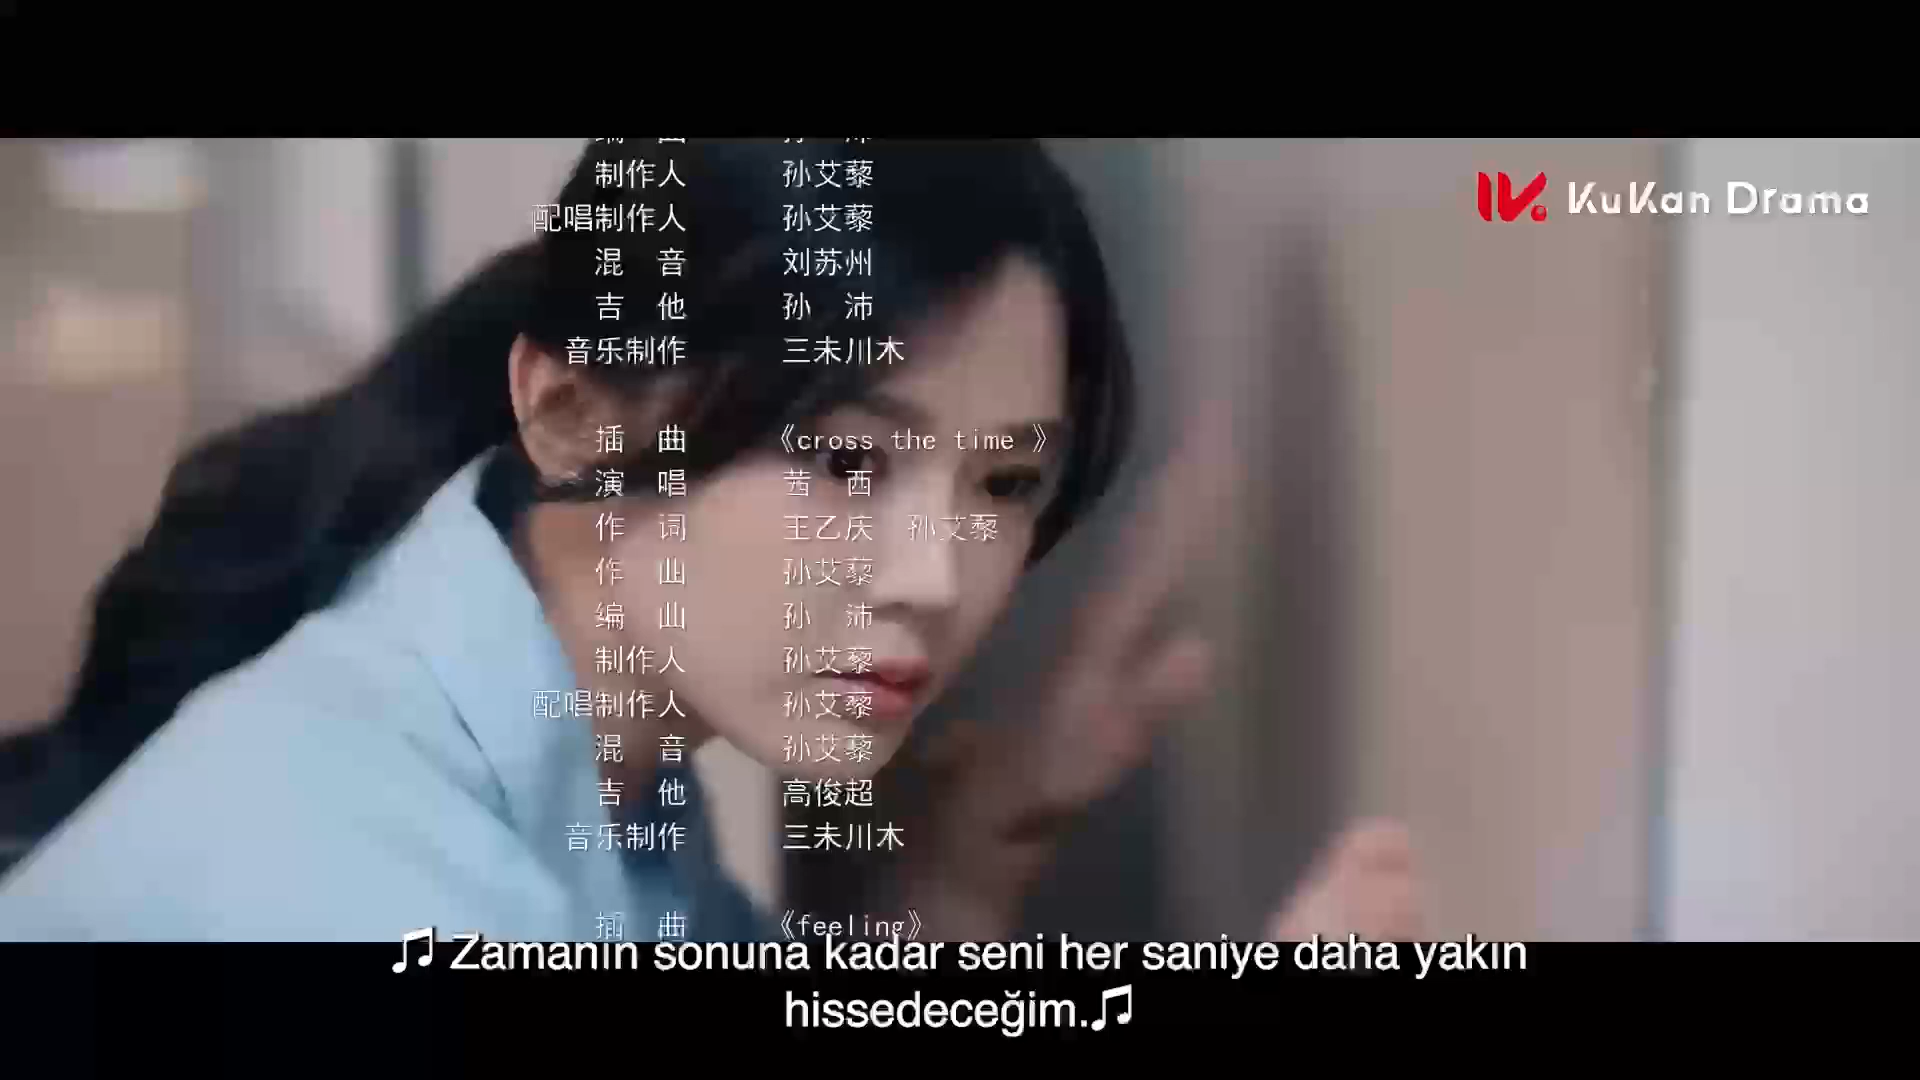 制作人 孙艾藜
KuKan Drama
配唱制作人 孙艾藜
混 音 刘苏州
吉 他 孙 沛
音乐制作 三未川木
插 曲 《cross the time 》
演 唱 茜 西
作 词 王乙庆 孙艾藜
作 曲 孙艾藜
编 曲 孙 沛
制作人 孙艾藜
配唱制作人 孙艾藜
混 音 孙艾藜
吉 他 高俊超
音乐制作 三未川木
插 曲 《feeling》
♫ Zamanın sonuna kadar seni her saniye daha yakın
hissedeceğim.♫